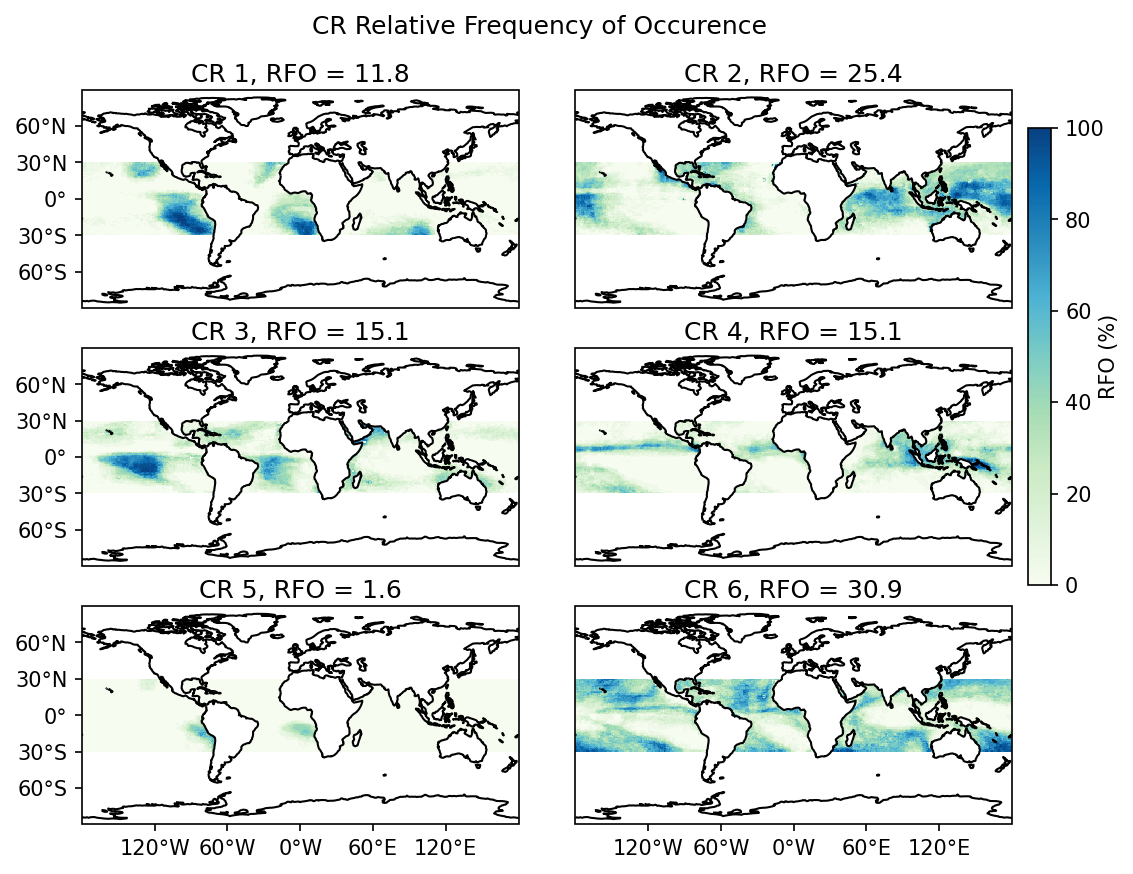 CR Relative Frequency of Occurence
CR 1, RFO = 11.8
CR 2, RFO = 25.4
60°N
30°N
0°
30°S
60°S
CR 3, RFO = 15.1
CR 4, RFO = 15.1
60°N
30°N
0°
30°S
60°S
CR 5, RFO = 1.6
CR 6, RFO = 30.9
60°N
30°N
0°
30°S
60°S
120°W 60°W 0°W 60°E 120°E
120°W 60°W 0°W 60°E 120°E
100
80
60
40
20
0
RFO (%)